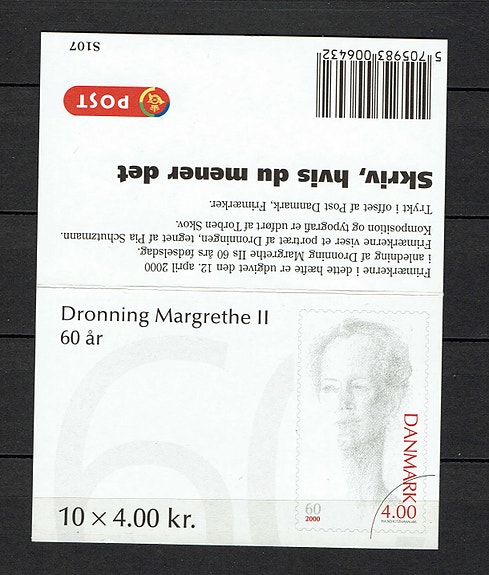 S107
5 705983 006432
POST
Skriv, hvis du mener det
Frimærkerne i dette hæfte er udgivet den 12. april 2000
i anledning af Dronning Margrethe IIs 60 års fødselsdag.
Frimærkerne viser et portræt af Dronningen, tegnet af Pia Schutzmann.
Komposition og typografi er udført af Torben Skov.
Trykt i offset af Post Danmark, Frimærker.
Dronning Margrethe II
60 år
60
DANMARK
60
2000
4.00
PIA SCHUTZMANN
10 × 4.00 kr.